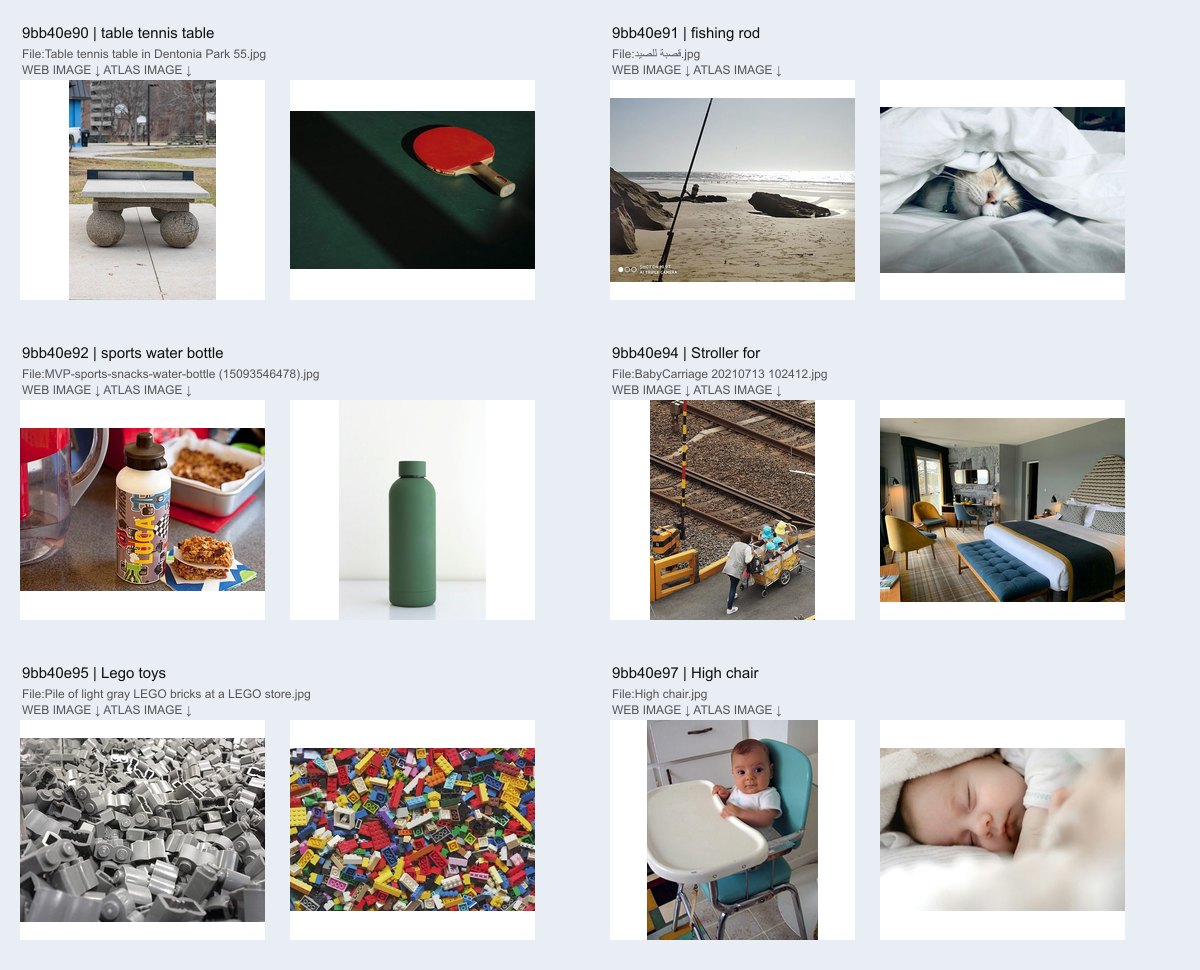 9bb40e90 | table tennis table
File:Table tennis table in Dentonia Park 55.jpg
WEB IMAGE ↓ ATLAS IMAGE ↓
9bb40e91 | fishing rod
File:قصبة للصيد.jpg
WEB IMAGE ↓ ATLAS IMAGE ↓
AI TRIPLE CAMERA
9bb40e92 | sports water bottle
File:MVP-sports-snacks-water-bottle (15093546478).jpg
WEB IMAGE ↓ ATLAS IMAGE ↓
9bb40e94 | Stroller for
File:BabyCarriage 20210713 102412.jpg
WEB IMAGE ↓ ATLAS IMAGE ↓
9bb40e95 | Lego toys
File:Pile of light gray LEGO bricks at a LEGO store.jpg
WEB IMAGE ↓ ATLAS IMAGE ↓
9bb40e97 | High chair
File:High chair.jpg
WEB IMAGE ↓ ATLAS IMAGE ↓